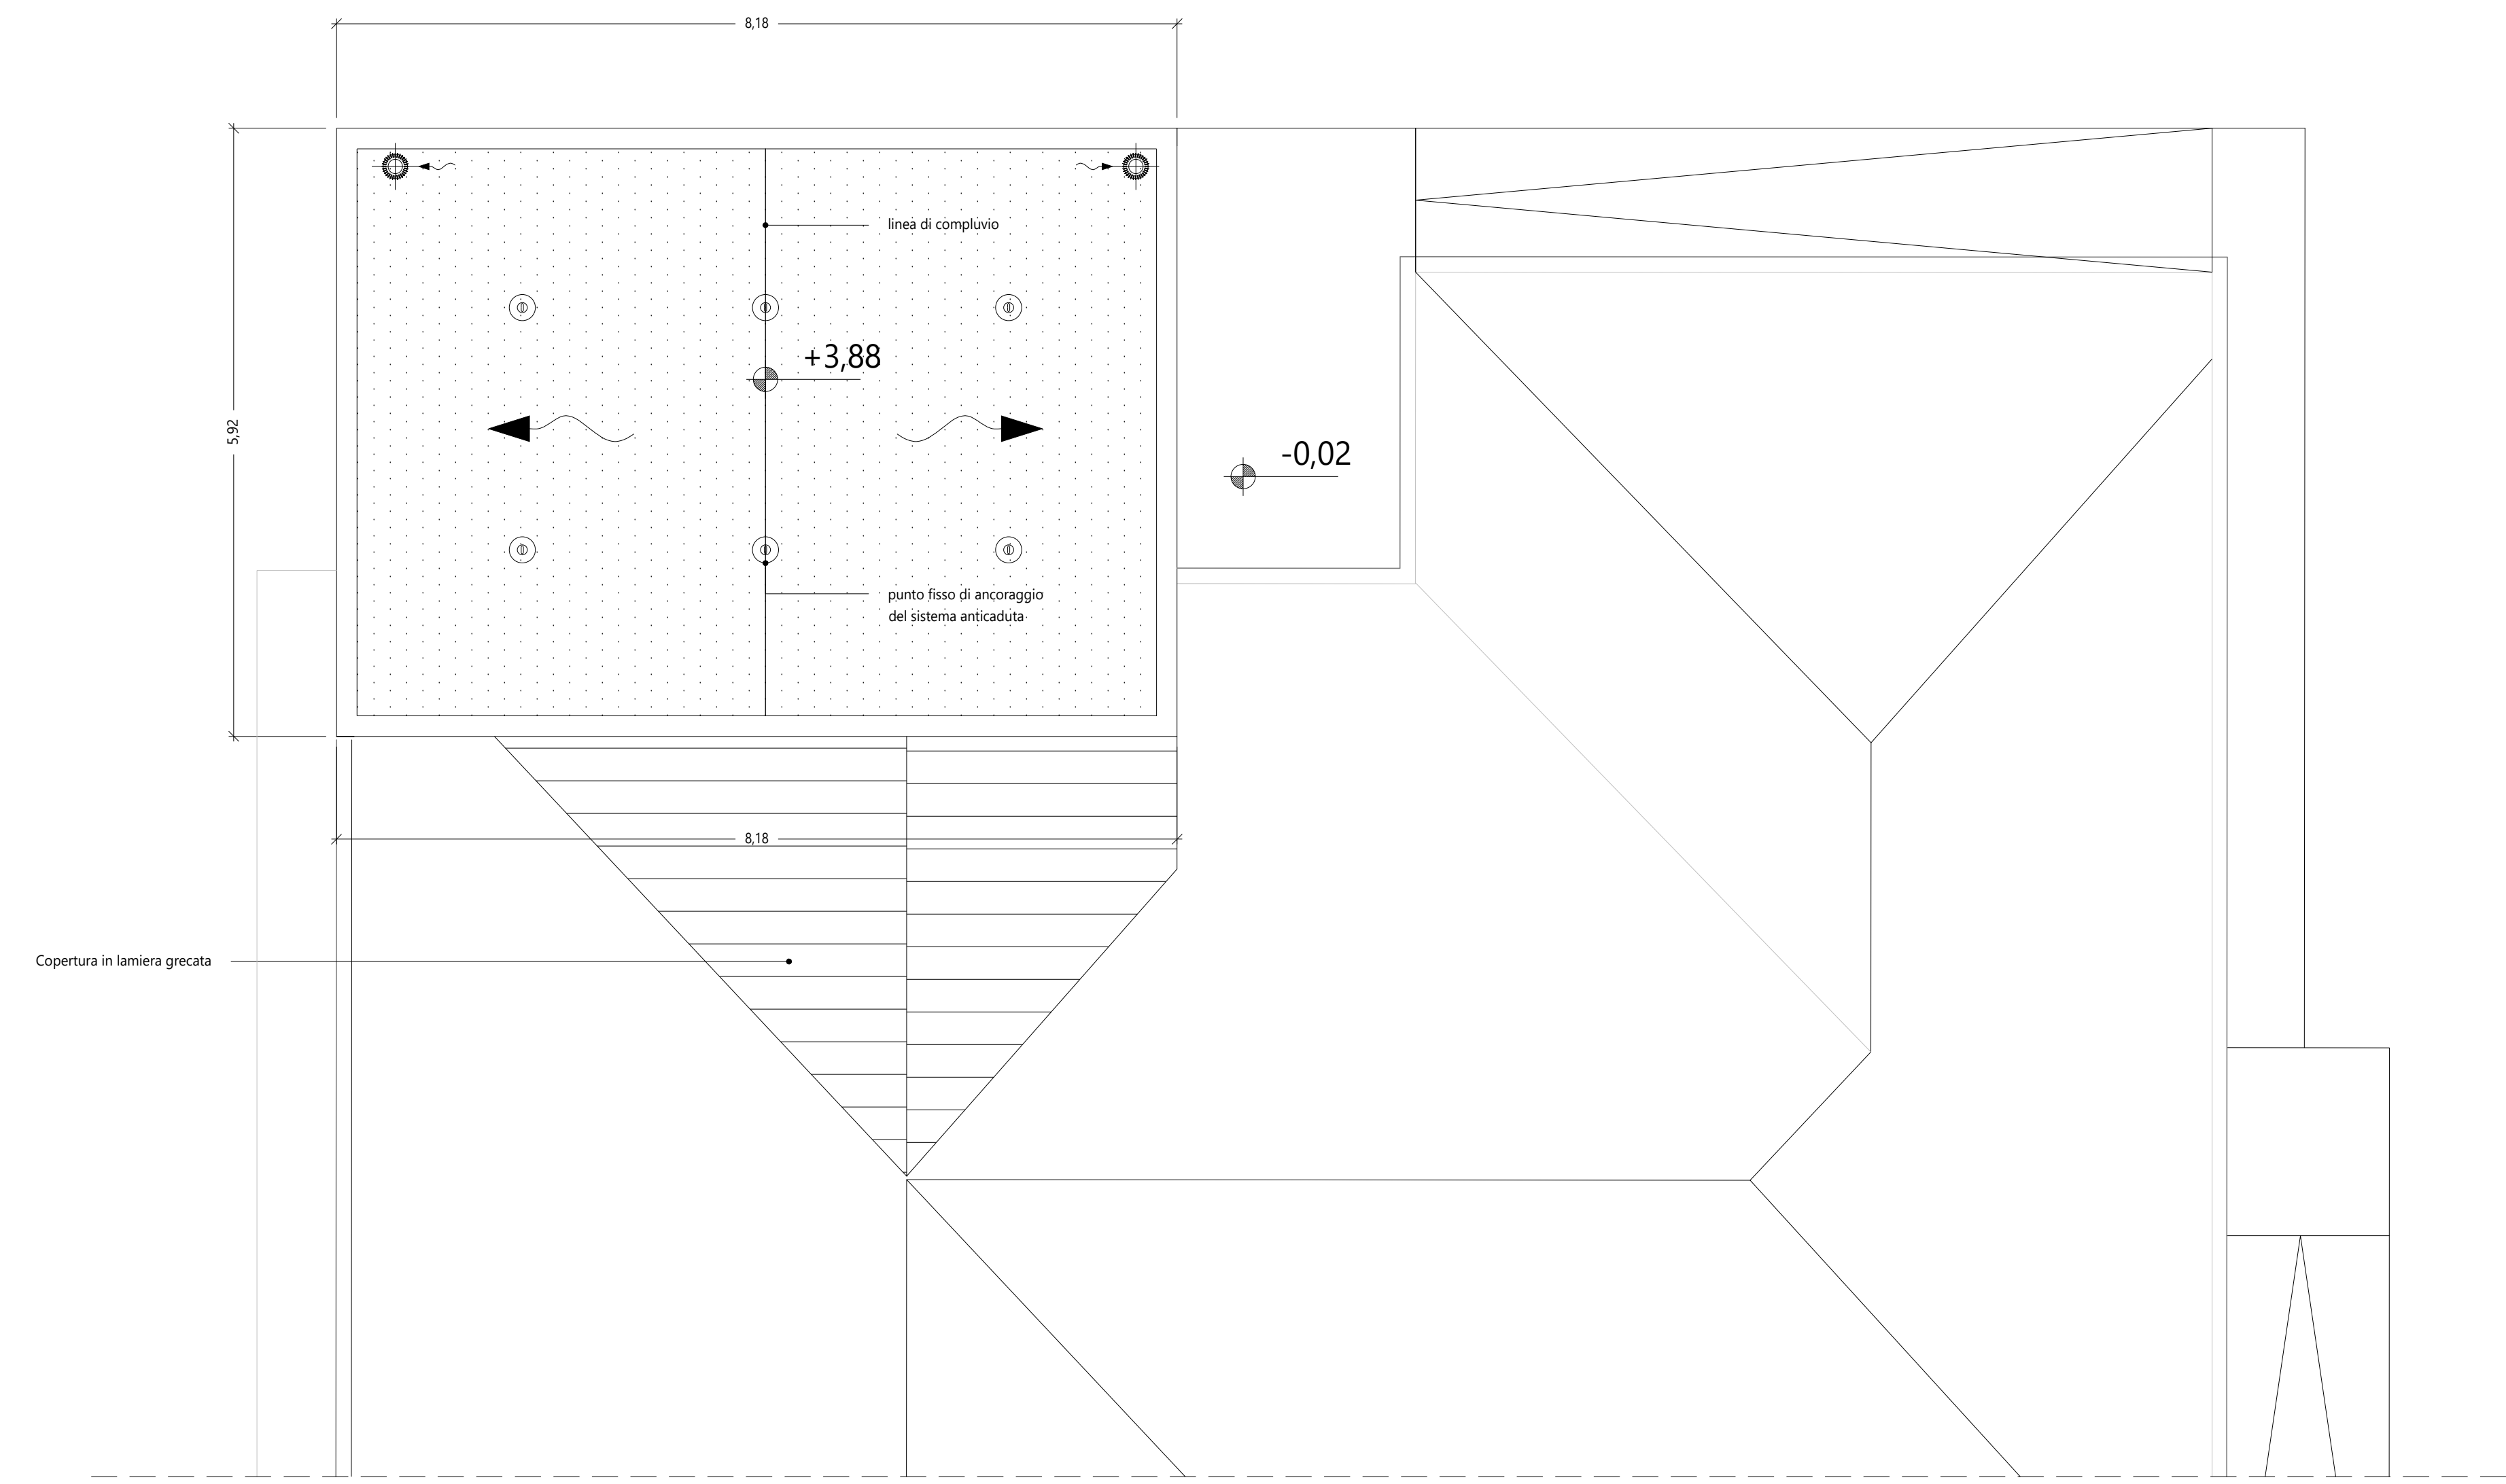 8,18
linea di compluvio
+3,88
5,92
-0,02
punto fisso di ancoraggio
del sistema anticaduta
8,18
Copertura in lamiera grecata